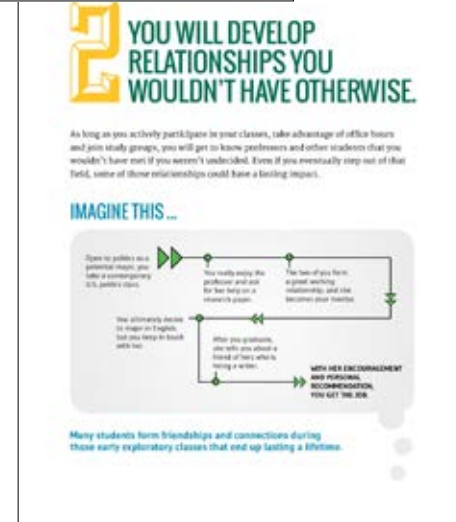 2
YOU WILL DEVELOP
RELATIONSHIPS YOU
WOULDN'T HAVE OTHERWISE.
As long as you actively participate in your classes, take advantage of office hours
and join study groups, you will get to know professors and other students that you
wouldn't have met if you weren't undecided. Even if you eventually step out of that
field, some of those relationships could have a lasting impact.
IMAGINE THIS ...
Open to politics as a
potential major, you
take a contemporary
U.S. politics class.
You really enjoy the
professor and ask
for her help on a
research paper.
The two of you form
a good working
relationship, and she
becomes your mentor.
You ultimately decide
to major in English,
but you keep in touch
with her.
After you graduate,
she tells you about a
friend of hers who is
hiring a writer.
WITH HER ENCOURAGEMENT
AND PERSONAL
RECOMMENDATION,
YOU GET THE JOB.
Many students form friendships and connections during
those early exploratory classes that end up lasting a lifetime.